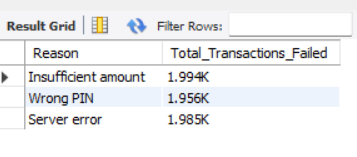 Result Grid Filter Rows:
Reason Total_Transactions_Failed
Insufficient amount 1.994K
Wrong PIN 1.956K
Server error 1.985K